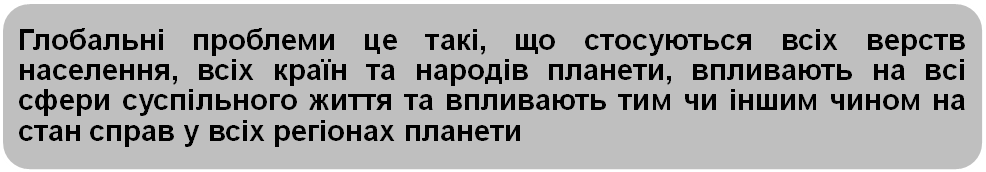 Глобальні проблеми це такі, що стосуються всіх верств
населення, всіх країн та народів планети, впливають на всі
сфери суспільного життя та впливають тим чи іншим чином на
стан справ у всіх регіонах планети